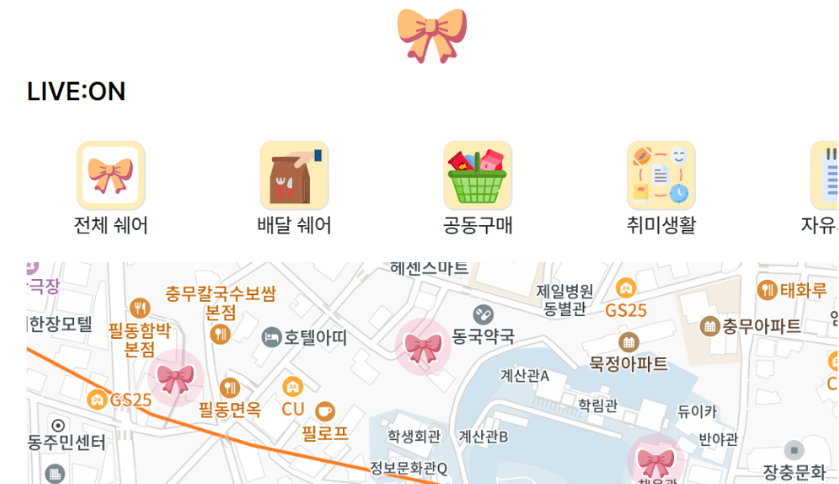 LIVE:ON
전체 쉐어
배달 쉐어
공동구매
취미생활
자유
극장
헤센스마트
충무칼국수보쌈
본점
제일병원
동별관
태화루
GS25
한장모텔
필동함박
본점
호텔아띠
동국약국
충무아파트
묵정아파트
계산관A
GS25
필동면옥
CU
필로프
학림관
듀이카
동주민센터
학생회관
계산관B
반야관
정보문화관Q
장충문화